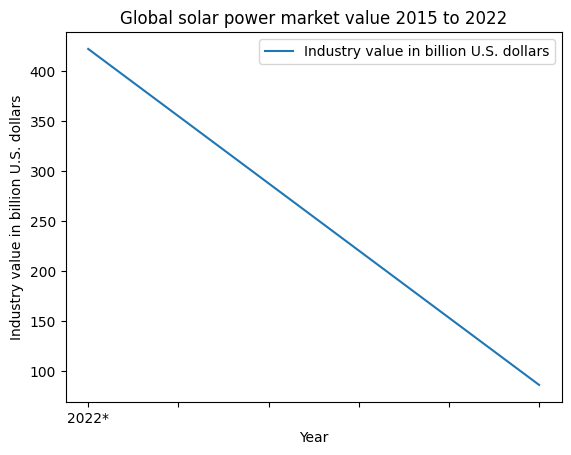 Global solar power market value 2015 to 2022
Industry value in billion U.S. dollars
Industry value in billion U.S. dollars
400
350
300
250
200
150
100
2022*
Year